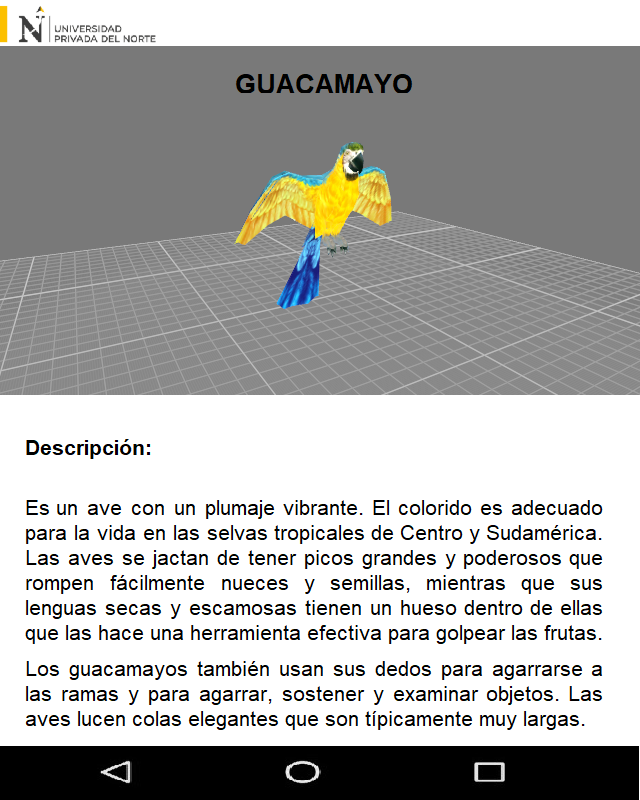 UNIVERSIDAD
PRIVADA DEL NORTE
GUACAMAYO
Descripción:
Es un ave con un plumaje vibrante. El colorido es adecuado
para la vida en las selvas tropicales de Centro y Sudamérica.
Las aves se jactan de tener picos grandes y poderosos que
rompen fácilmente nueces y semillas, mientras que sus
lenguas secas y escamosas tienen un hueso dentro de ellas
que las hace una herramienta efectiva para golpear las frutas.
Los guacamayos también usan sus dedos para agarrarse a
las ramas y para agarrar, sostener y examinar objetos. Las
aves lucen colas elegantes que son típicamente muy largas.